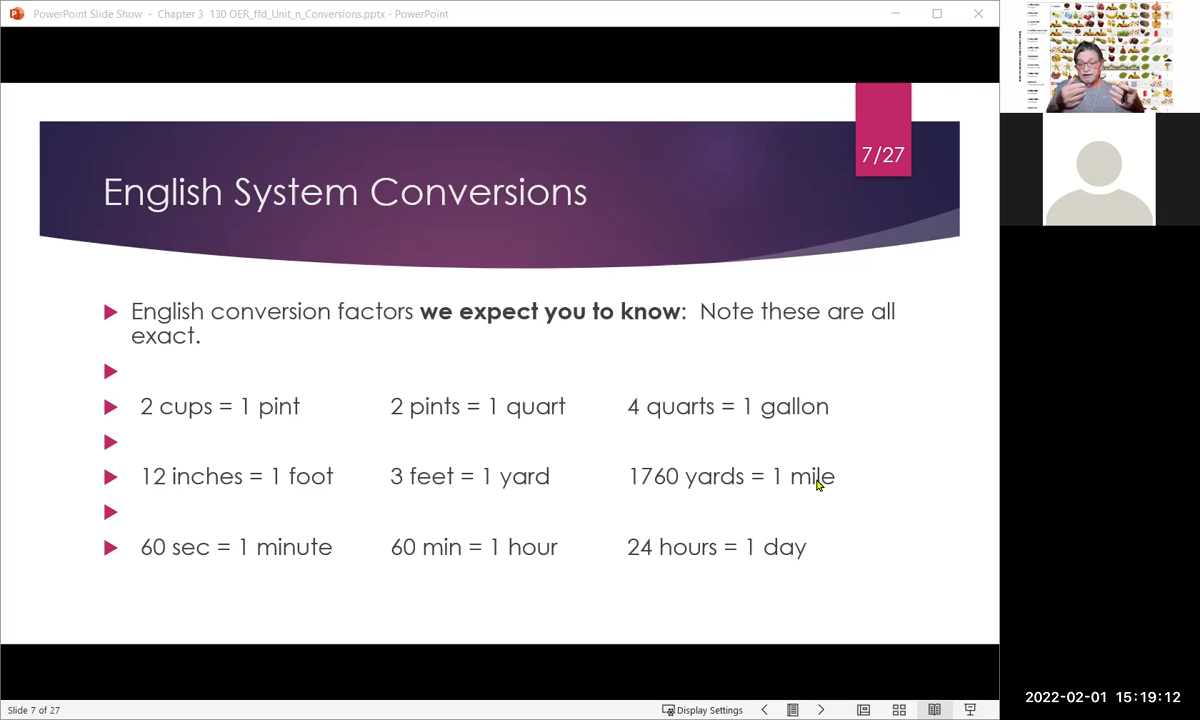 PowerPoint Slide Show - Chapter 3 130 OER_ffd_Unit_n_Conversions.pptx - PowerPoint
7/27
English System Conversions
English conversion factors we expect you to know: Note these are all
exact.
2 cups = 1 pint 2 pints = 1 quart 4 quarts = 1 gallon
12 inches = 1 foot 3 feet = 1 yard 1760 yards = 1 mile
60 sec = 1 minute 60 min = 1 hour 24 hours = 1 day
2022-02-01 15:19:12
Slide 7 of 27 Display Settings